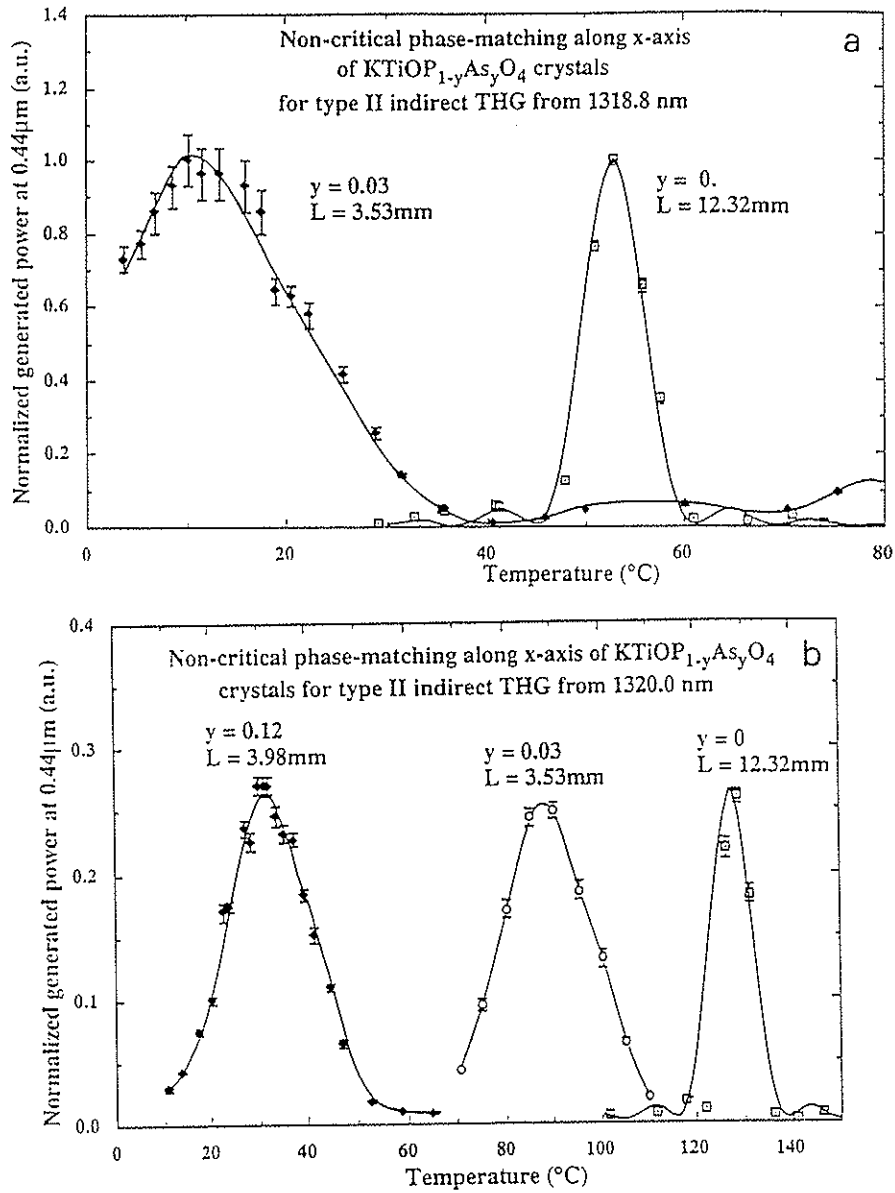 a
Non-critical phase-matching along x-axis
of KTiOP1-yAsyO4 crystals
for type II indirect THG from 1318.8 nm
y = 0.03
L = 3.53mm
y = 0.
L = 12.32mm
Normalized generated power at 0.44µm (a.u.)
1.4
1.2
1.0
0.8
0.6
0.4
0.2
0.0
0 20 40 60 80
Temperature (°C)
b
Non-critical phase-matching along x-axis of KTiOP1-yAsyO4
crystals for type II indirect THG from 1320.0 nm
y = 0.12
L = 3.98mm
y = 0.03
L = 3.53mm
y = 0
L = 12.32mm
Normalized generated power at 0.44µm (a.u.)
0.4
0.3
0.2
0.1
0.0
0 20 40 60 80 100 120 140
Temperature (°C)